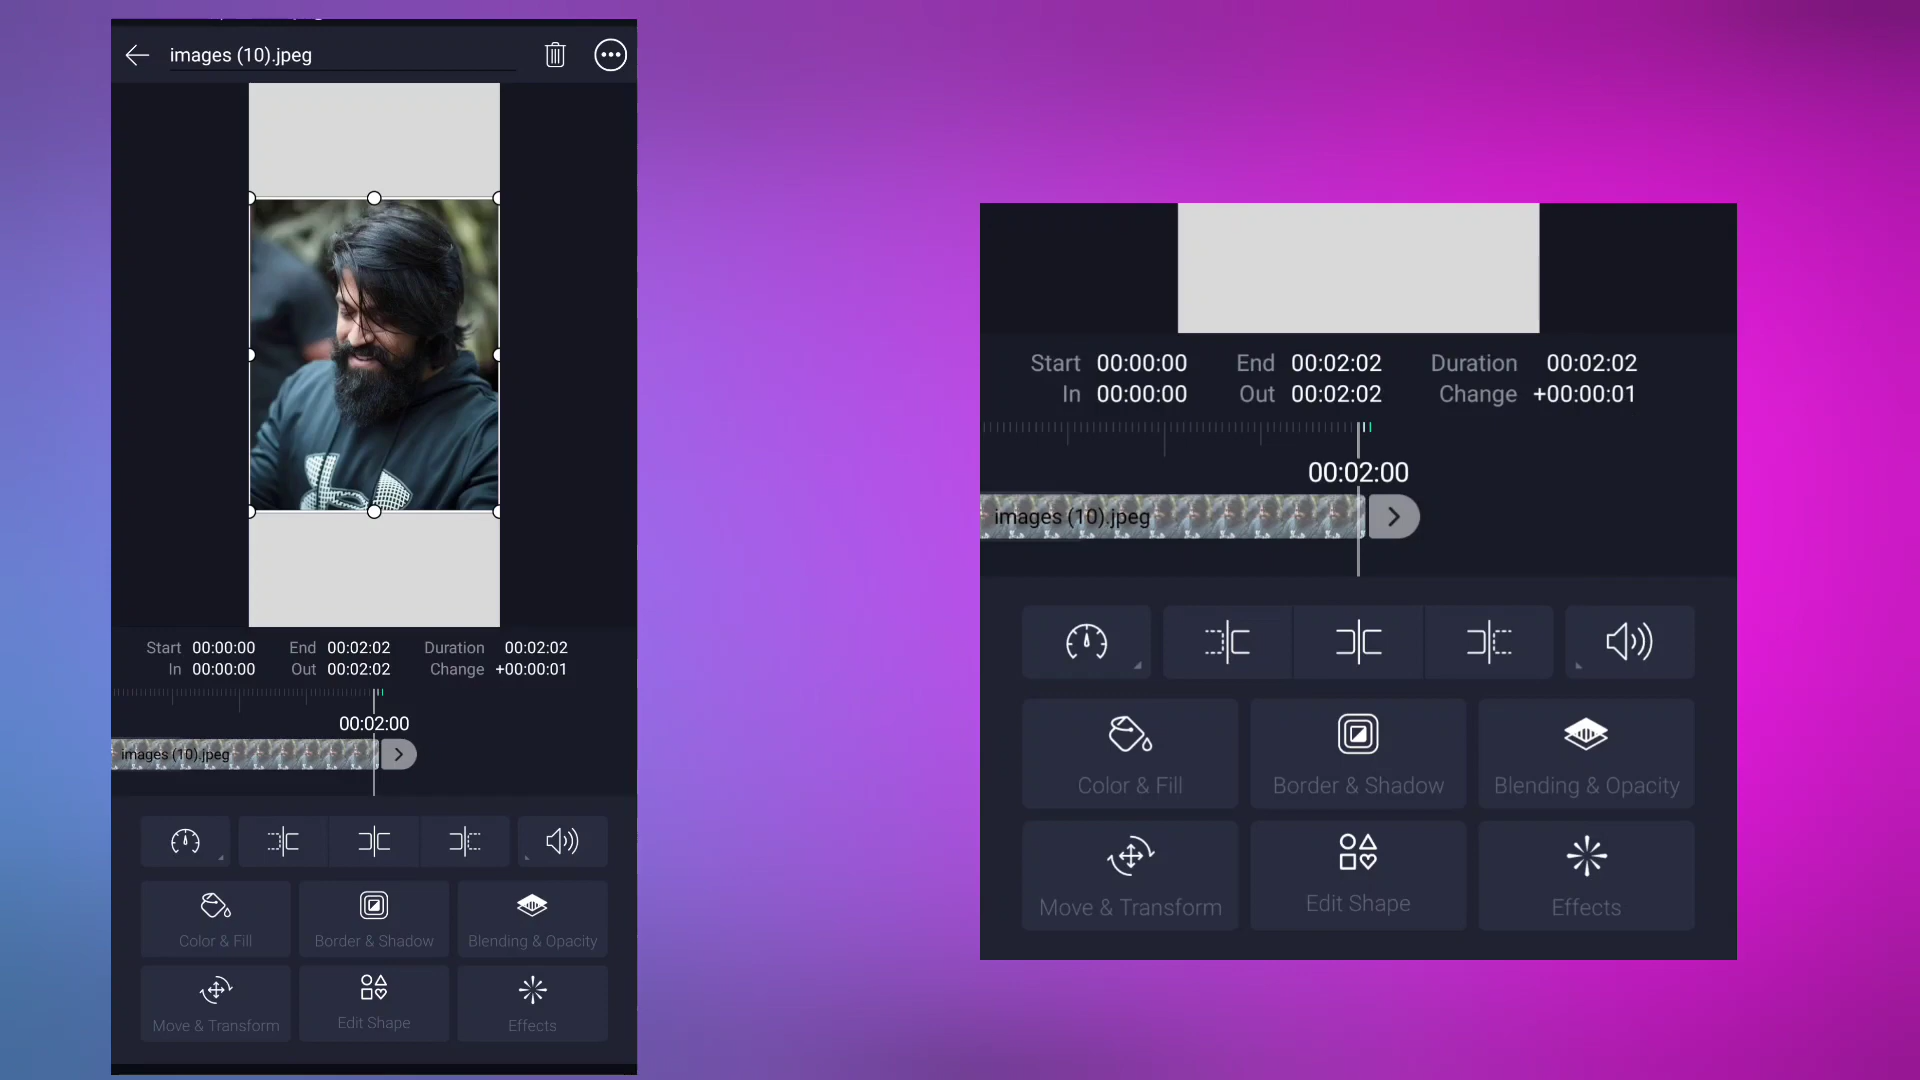 images (10).jpeg
Start 00:00:00 End 00:02:02 Duration 00:02:02
In 00:00:00 Out 00:02:02 Change +00:00:01
00:02:00
images (10).jpeg
Color & Fill Border & Shadow Blending & Opacity
Move & Transform Edit Shape Effects
Start 00:00:00 End 00:02:02 Duration 00:02:02
In 00:00:00 Out 00:02:02 Change +00:00:01
00:02:00
images (10).jpeg
Color & Fill Border & Shadow Blending & Opacity
Move & Transform Edit Shape Effects